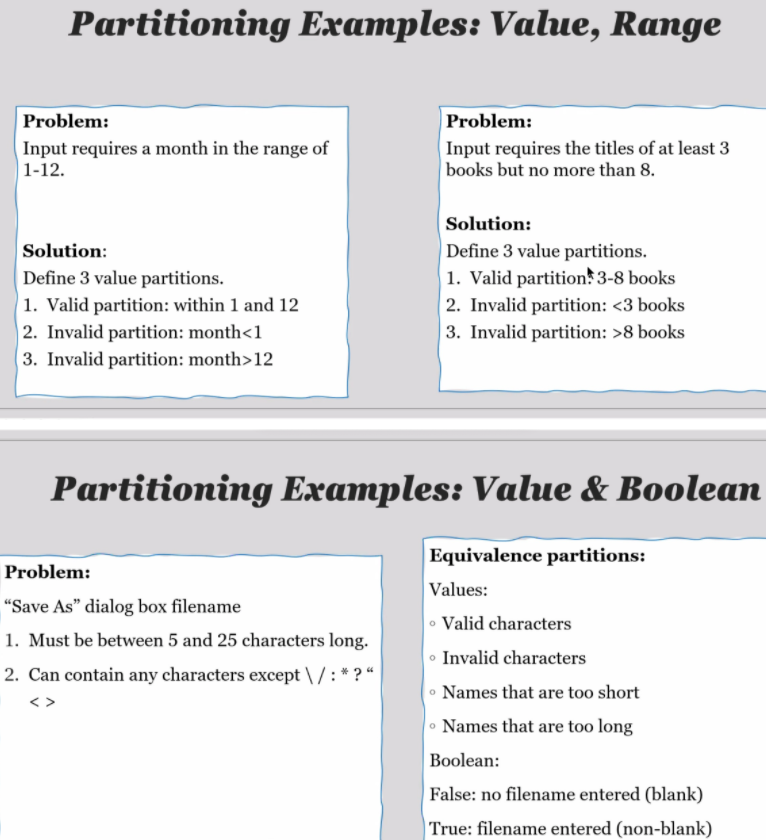 Partitioning Examples: Value, Range
Problem:
Input requires a month in the range of
1-12.
Solution:
Define 3 value partitions.
1. Valid partition: within 1 and 12
2. Invalid partition: month<1
3. Invalid partition: month>12
Problem:
Input requires the titles of at least 3
books but no more than 8.
Solution:
Define 3 value partitions.
1. Valid partition: 3-8 books
2. Invalid partition: <3 books
3. Invalid partition: >8 books
Partitioning Examples: Value & Boolean
Problem:
“Save As” dialog box filename
1. Must be between 5 and 25 characters long.
2. Can contain any characters except \ / : * ? “
< >
Equivalence partitions:
Values:
◦ Valid characters
◦ Invalid characters
◦ Names that are too short
◦ Names that are too long
Boolean:
False: no filename entered (blank)
True: filename entered (non-blank)